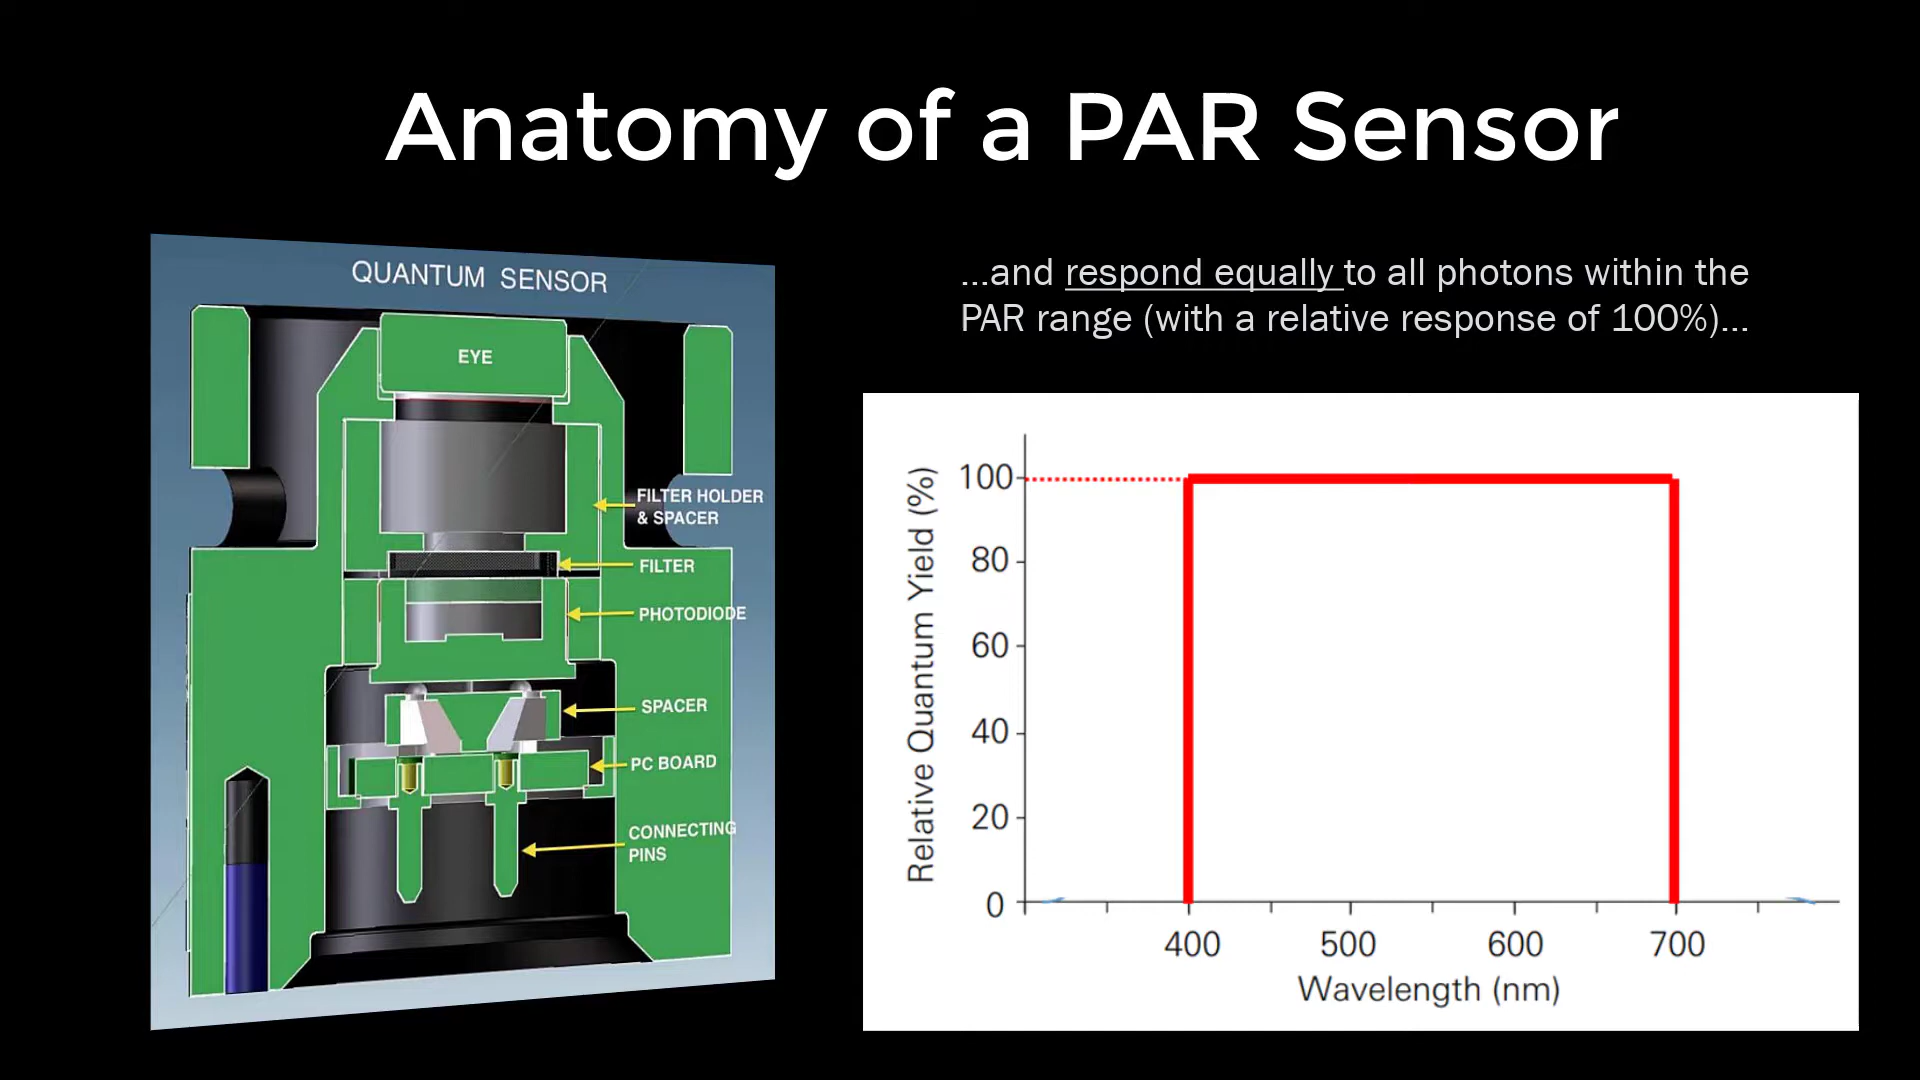 Anatomy of a PAR Sensor
QUANTUM SENSOR
EYE
FILTER HOLDER
& SPACER
FILTER
PHOTODIODE
SPACER
PC BOARD
CONNECTING
PINS
...and respond equally to all photons within the
PAR range (with a relative response of 100%)...
Relative Quantum Yield (%)
100
80
60
40
20
0
400 500 600 700
Wavelength (nm)